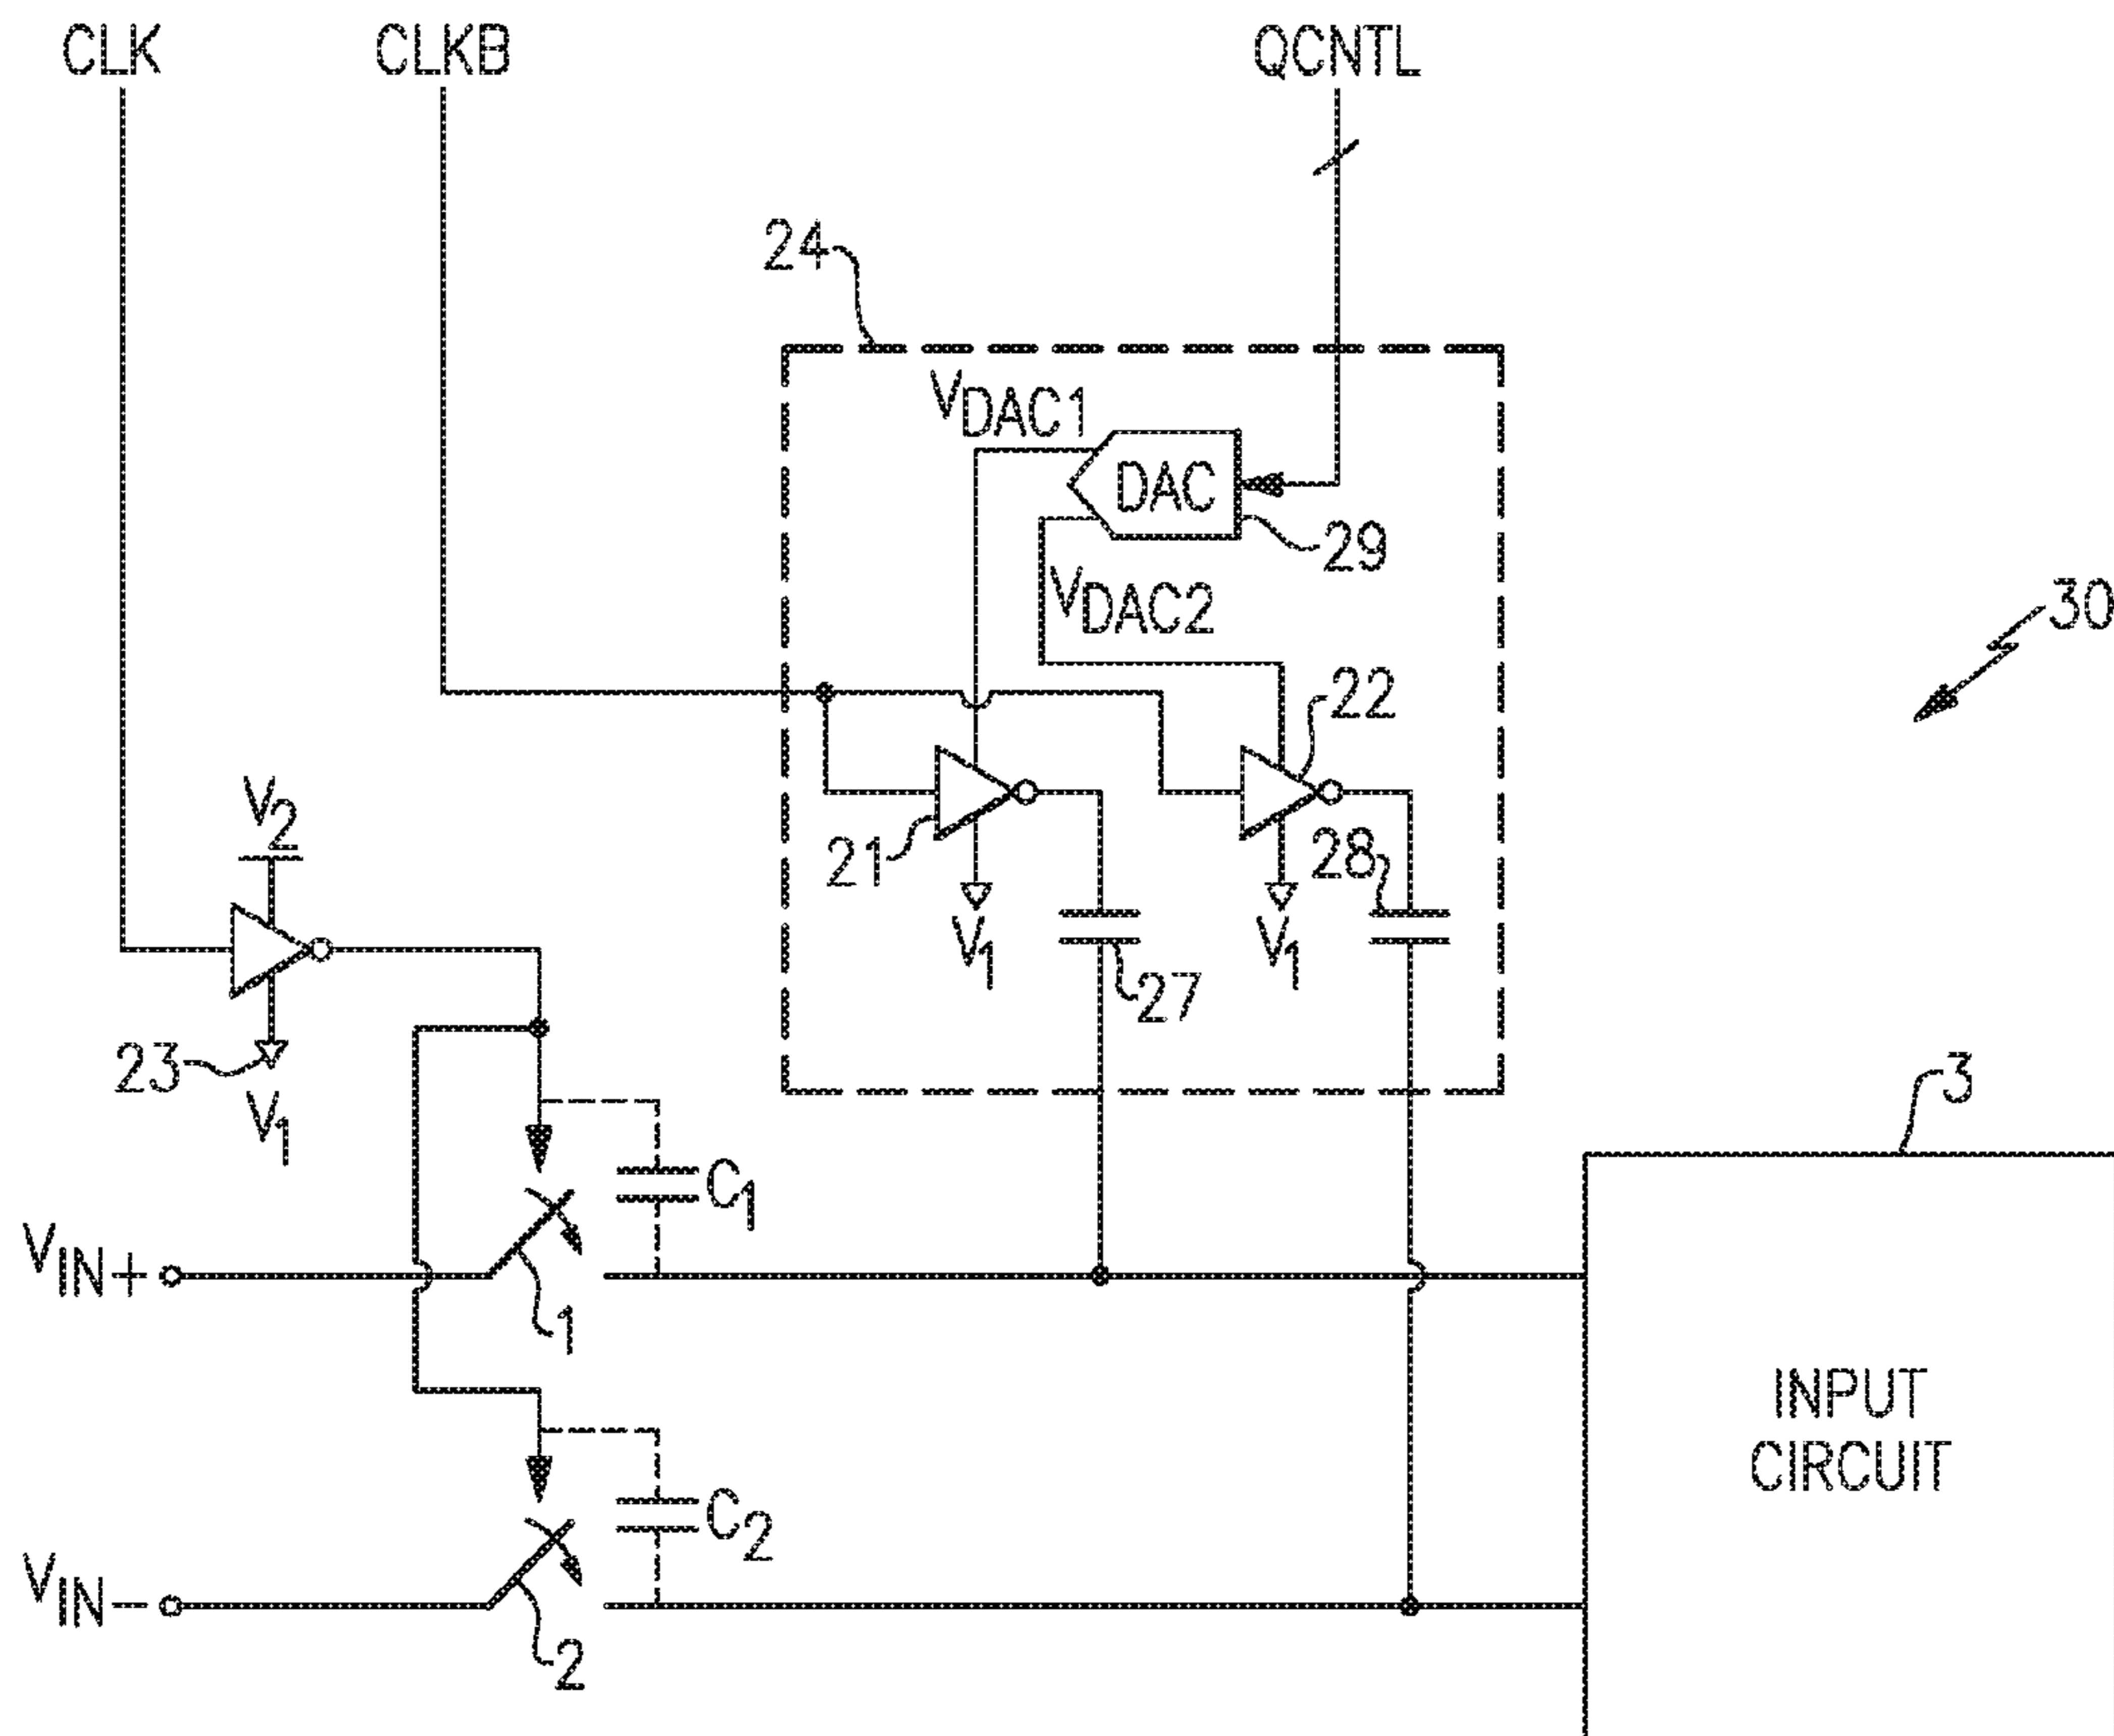 CLK
CLKB
QCNTL
24
VDAC1
DAC
29
VDAC2
30
22
V2
21
28
V1
V1
27
23
V1
3
C1
VIN+
1
INPUT
CIRCUIT
C2
VIN-
2